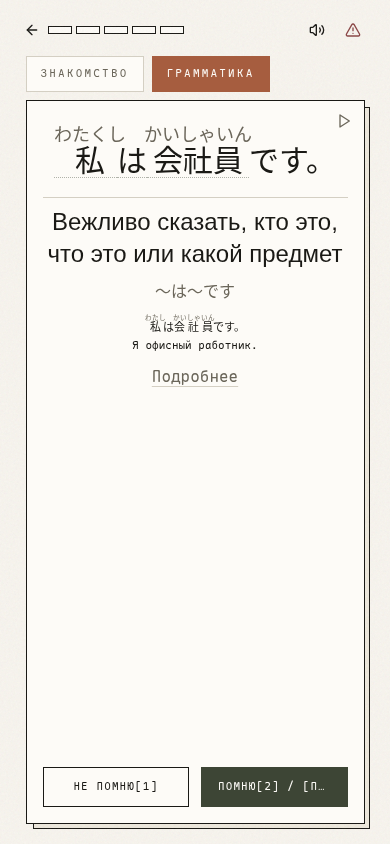 ЗНАКОМСТВО
ГРАММАТИКА
わたくし かいしゃいん
私は会社員です。
Вежливо сказать, кто это,
что это или какой предмет
～は～です
わたし かいしゃいん
私は会社員です。
Я офисный работник.
Подробнее
НЕ ПОМНЮ[1]
ПОМНЮ[2] / [П…